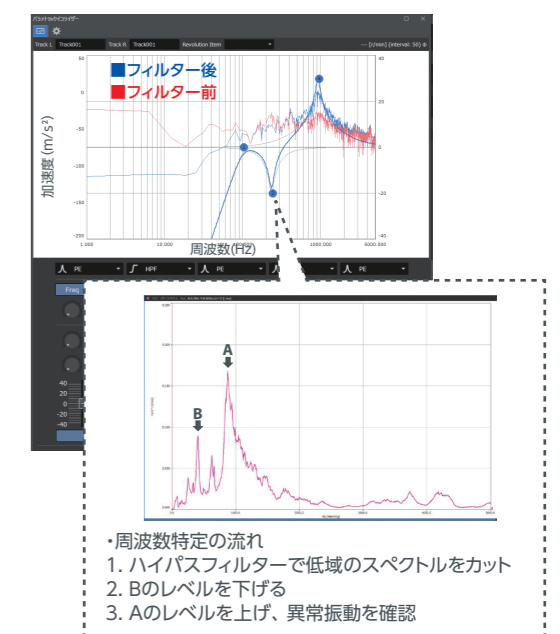 パラメトリックイコライザー
Track L Track001 Track R Track001 Revolution Item --- [r/min] (interval: 50)
■フィルター後
■フィルター前
加速度 (m/s²)
50
0
-50
-100
-150
-200
40
20
0
-20
-40
1.000 10.000 1000.000 6000.000
周波数(Hz)
PE HPF PE PE
Freq
40
20
0
-20
-40
A
B
・周波数特定の流れ
1. ハイパスフィルターで低域のスペクトルをカット
2. Bのレベルを下げる
3. Aのレベルを上げ、異常振動を確認